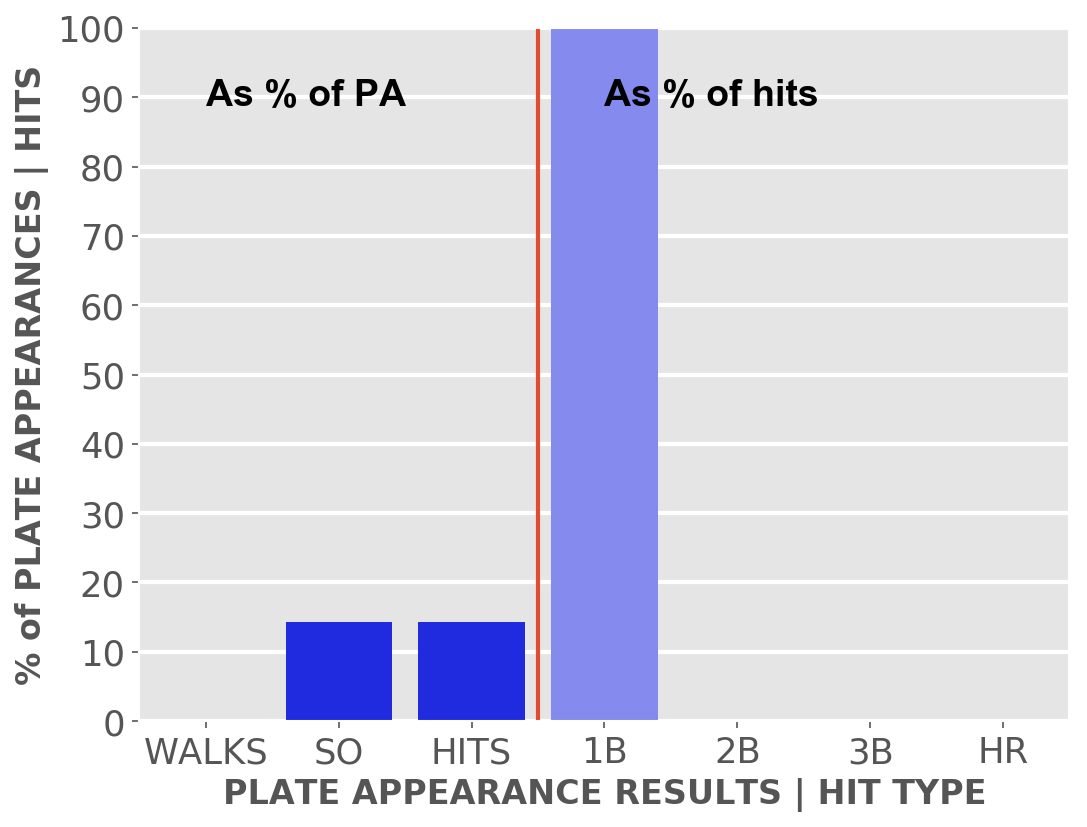 % of PLATE APPEARANCES | HITS
100
90
80
70
60
50
40
30
20
10
0
As % of PA
As % of hits
WALKS SO HITS 1B 2B 3B HR
PLATE APPEARANCE RESULTS | HIT TYPE